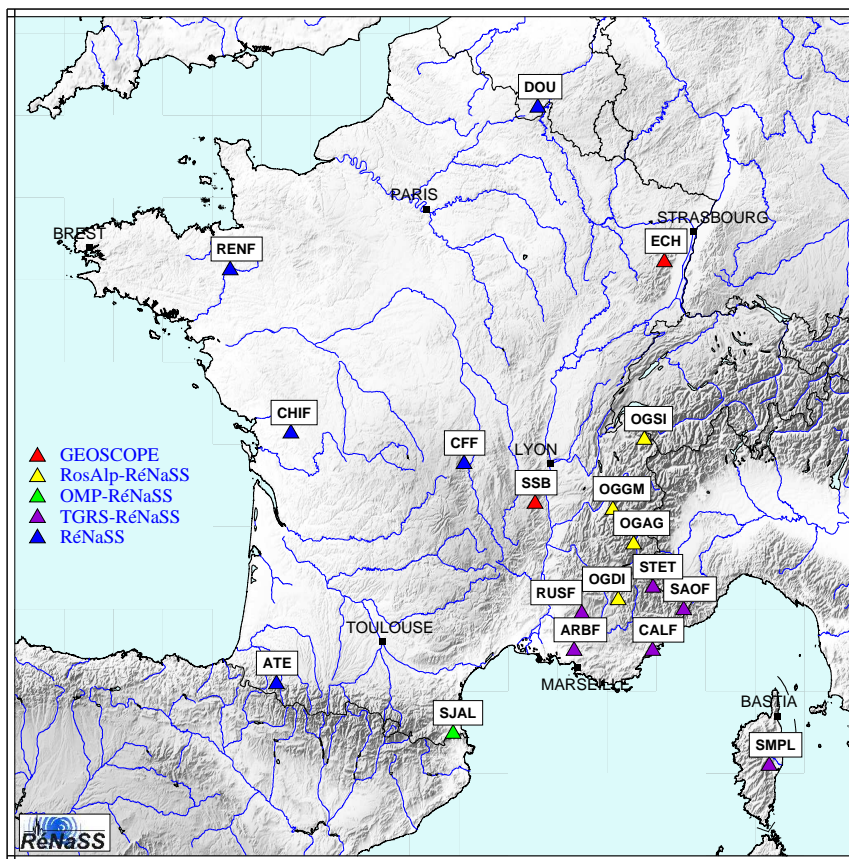 DOU
PARIS
STRASBOURG
BREST
RENF
ECH
CHIF
OGSI
CFF
LYON
GEOSCOPE
RosAlp-RéNaSS
OMP-RéNaSS
TGRS-RéNaSS
RéNaSS
SSB
OGGM
OGAG
STET
OGDI
RUSF
SAOF
TOULOUSE
ARBF
CALF
ATE
MARSEILLE
SJAL
BASTIA
SMPL
RéNaSS